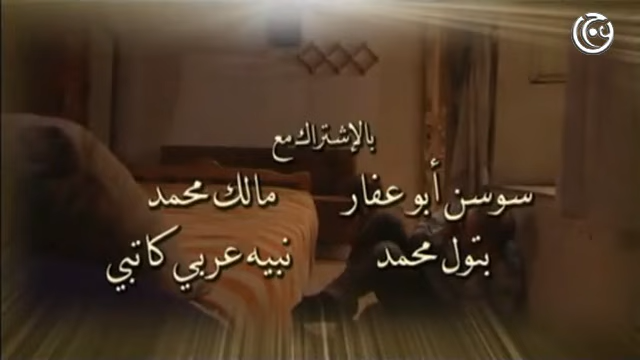 بالإشتراك مع
سوسن أبو عفار مالك محمد
بتول محمد نبيه عربي كاتبي